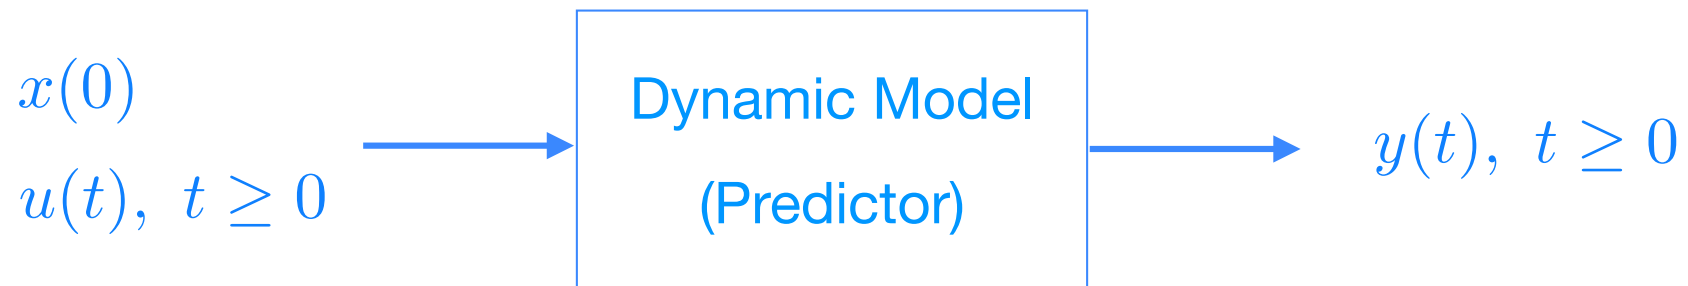 x(0)
u(t), t ≥ 0
Dynamic Model
(Predictor)
y(t), t ≥ 0